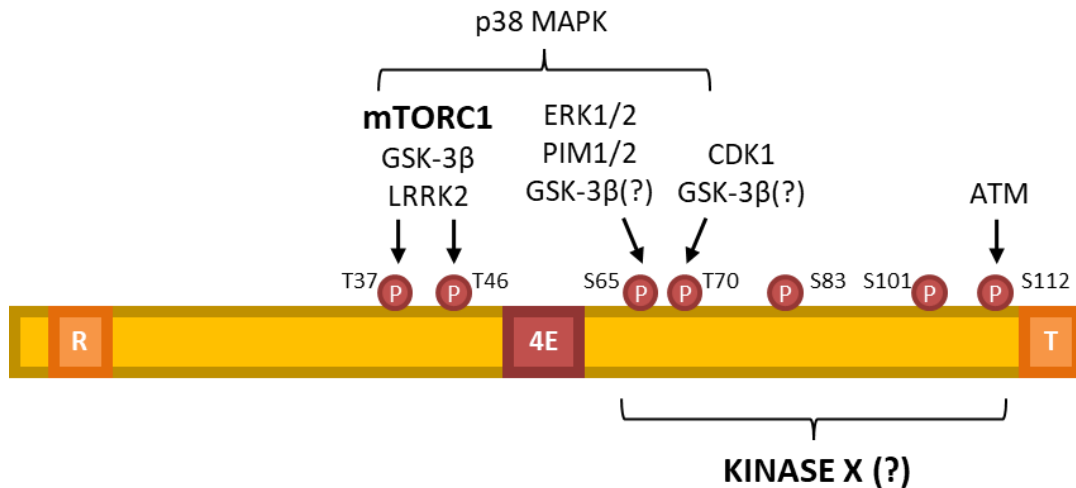 p38 MAPK
mTORC1
GSK-3β
LRRK2
ERK1/2
PIM1/2
GSK-3β(?)
CDK1
GSK-3β(?)
ATM
T37 P
P T46
S65 P
P T70
P S83
S101 P
P S112
R
4E
T
KINASE X (?)